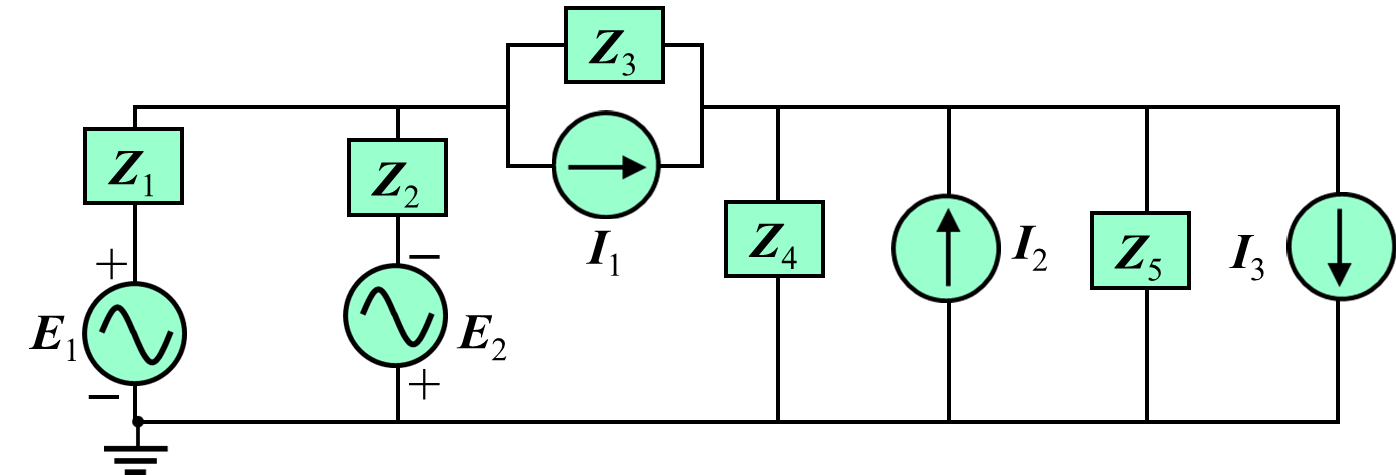 Z₃
Z₁
Z₂
I₁
Z₄
I₂
Z₅
I₃
+
−
E₁
E₂
−
+